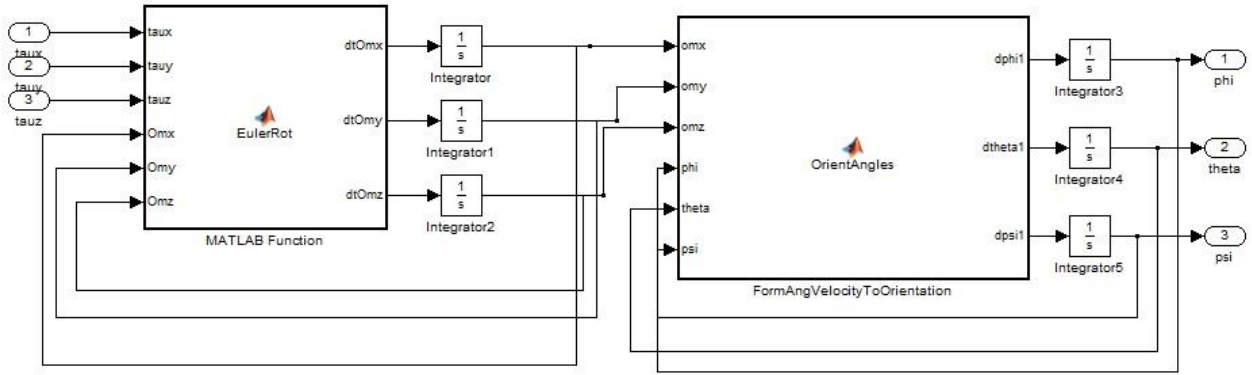 1
taux
2
tauy
3
tauz
taux
tauy
tauz
Omx
Omy
Omz
EulerRot
dtOmx
dtOmy
dtOmz
MATLAB Function
1
s
Integrator
1
s
Integrator1
1
s
Integrator2
omx
omy
omz
phi
theta
psi
OrientAngles
dphi1
dtheta1
dpsi1
FormAngVelocityToOrientation
1
s
Integrator3
1
s
Integrator4
1
s
Integrator5
1
phi
2
theta
3
psi